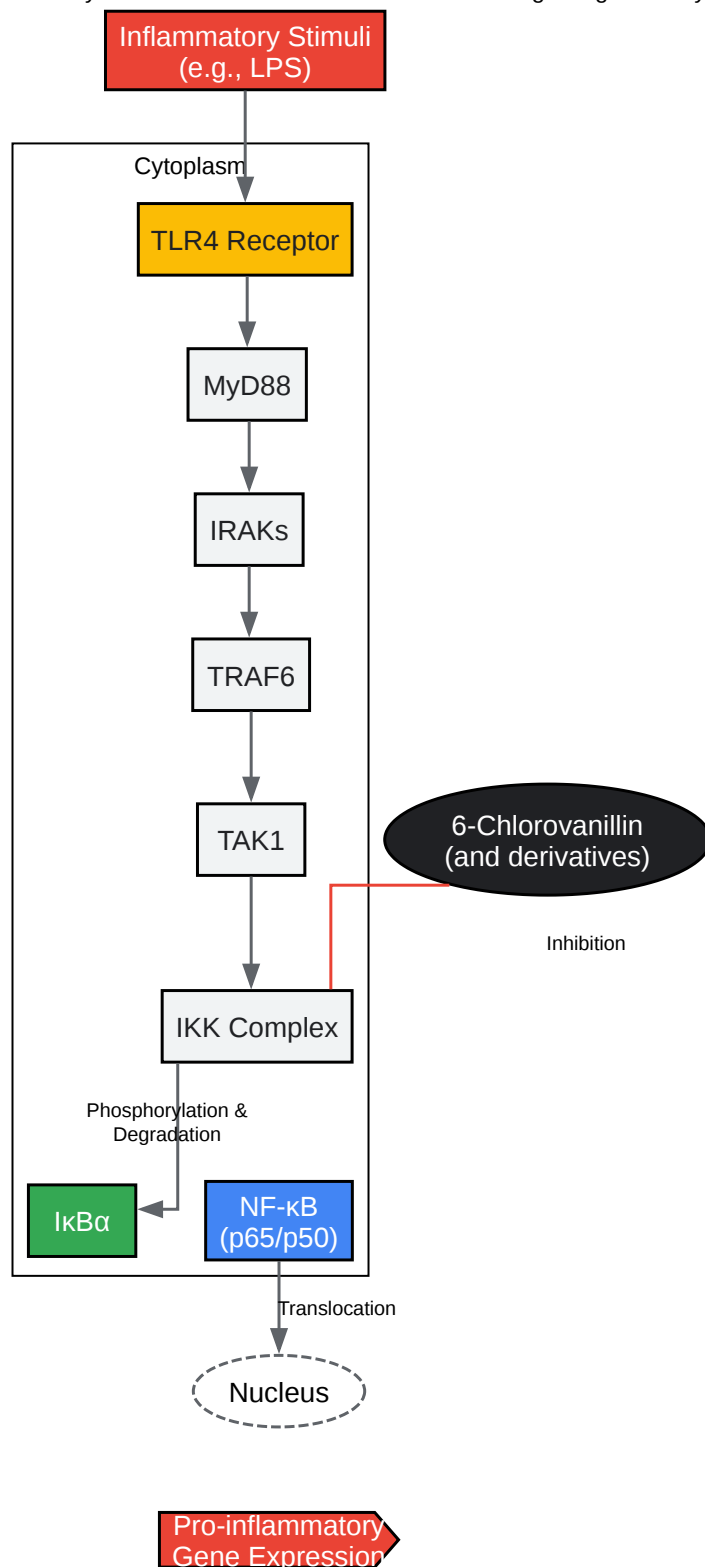 Inflammatory Stimuli
(e.g., LPS)
Cytoplasm
TLR4 Receptor
MyD88
IRAKs
TRAF6
TAK1
6-Chlorovanillin
(and derivatives)
Inhibition
IKK Complex
Phosphorylation &
Degradation
IκBα
NF-κB
(p65/p50)
Translocation
Nucleus
Pro-inflammatory
Gene Expression